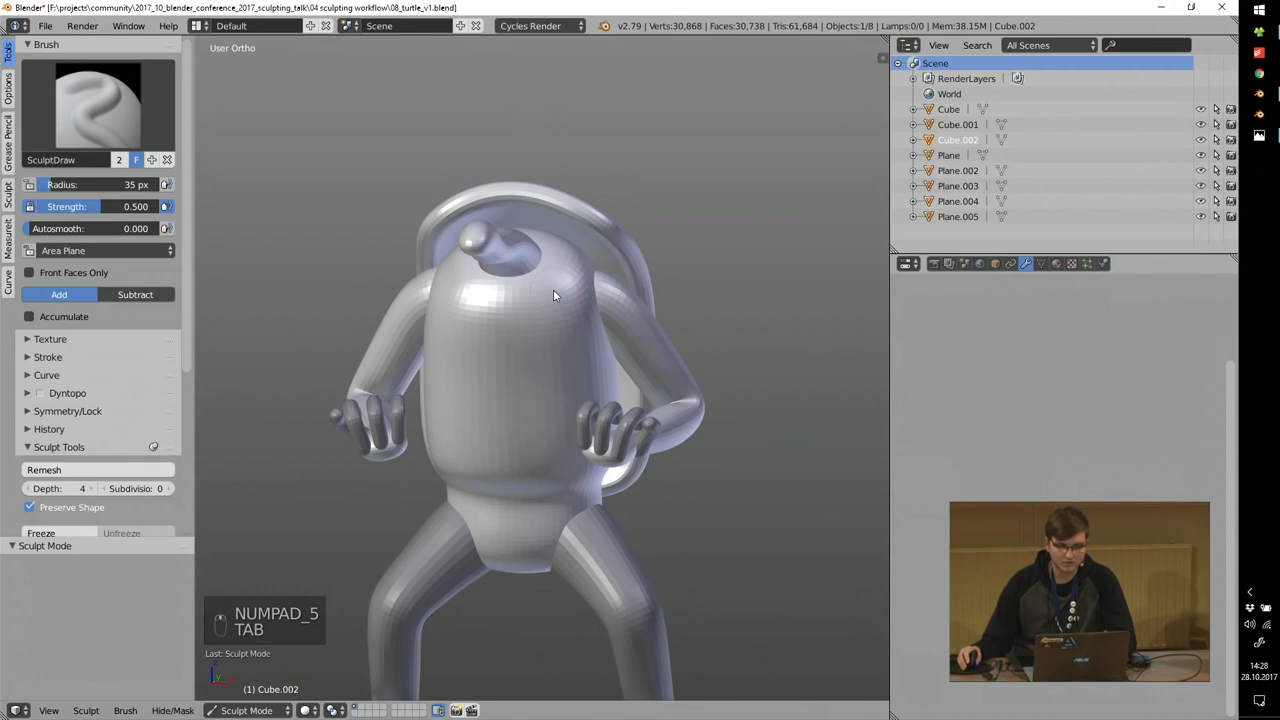 Blender* [F:\projects\community\2017_10_blender_conference_2017_sculpting_talk\04 sculpting workflow\08_turtle_v1.blend]
File Render Window Help Default Scene Cycles Render v2.79 | Verts:30,868 | Faces:30,842 | Tris:61,684 | Objects:1/8 | Lamps:0/0 | Mem:38.15M | Cube.002
Brush
User Ortho
View Search All Scenes
Scene
RenderLayers
World
Cube
Cube.001
Cube.002
Plane
Plane.002
Plane.003
Plane.004
Plane.005
Tools
Options
Grease Pencil
Sculpt
Measureit
Curve
SculptDraw 2 F
Radius: 35 px
Strength: 0.500
Autosmooth: 0.000
Area Plane
Front Faces Only
Add Subtract
Accumulate
Texture
Stroke
Curve
Dyntopo
Symmetry/Lock
History
Sculpt Tools
Remesh
Depth: 4 Subdivisio: 0
Preserve Shape
Freeze Unfreeze
Sculpt Mode
NUMPAD_5
TAB
Last: Sculpt Mode
(1) Cube.002
View Sculpt Brush Hide/Mask Sculpt Mode
14:28
28.10.2017